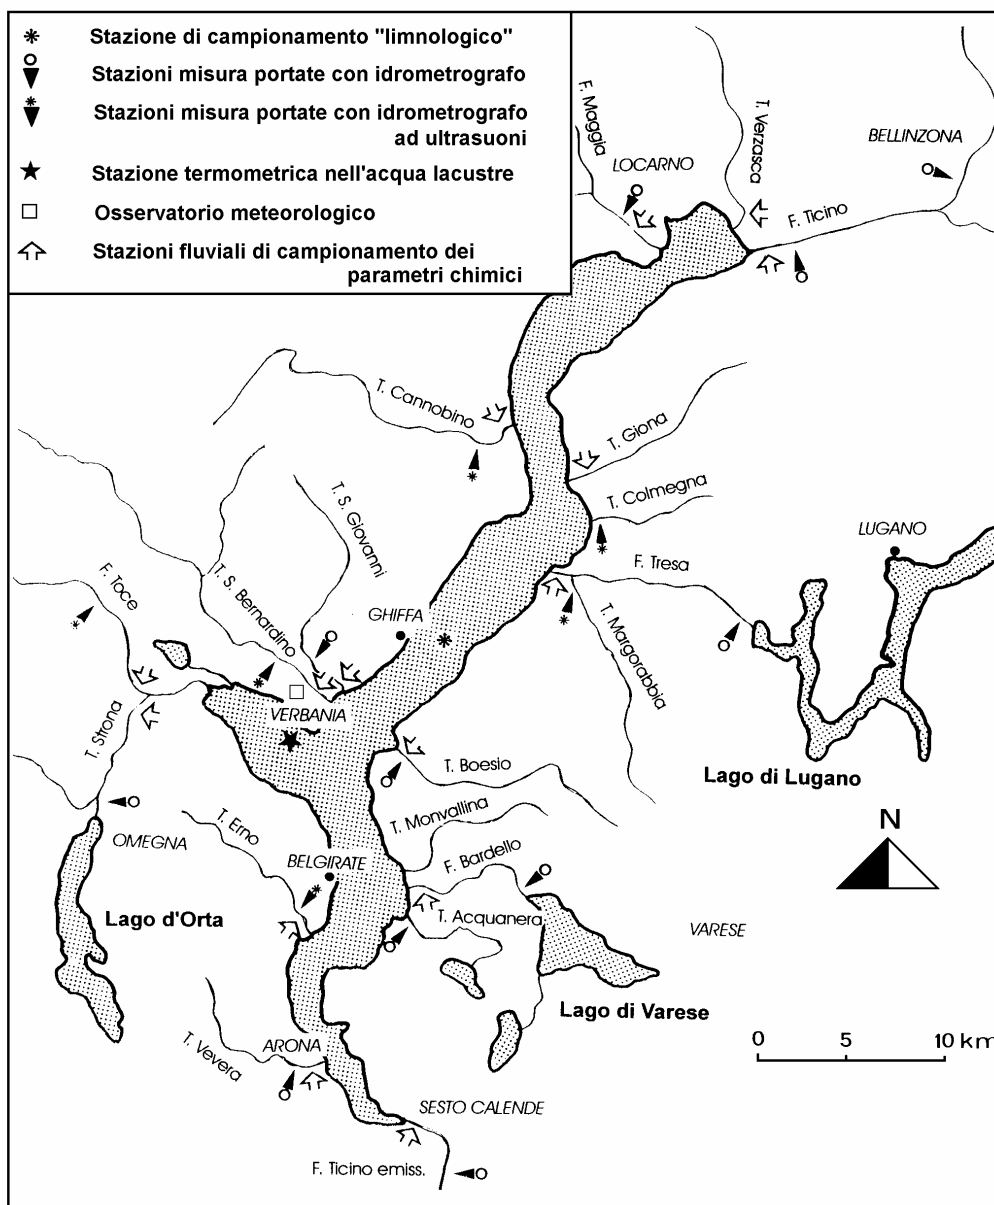 Stazione di campionamento "limnologico"
Stazioni misura portate con idrometrografo
Stazioni misura portate con idrometrografo
ad ultrasuoni
Stazione termometrica nell'acqua lacustre
Osservatorio meteorologico
Stazioni fluviali di campionamento dei
parametri chimici
F. Maggia
T. Verzasca
BELLINZONA
LOCARNO
F. Ticino
T. Cannobino
T. Giona
T. Colmegna
T. S. Giovanni
LUGANO
F. Tresa
F. Toce
T. S. Bernardino
GHIFFA
T. Margorabbia
VERBANIA
T. Strona
T. Boesio
Lago di Lugano
T. Monvallina
T. Erno
N
OMEGNA
BELGIRATE
F. Bardello
Lago d'Orta
T. Acquanera
VARESE
Lago di Varese
T. Vevera
ARONA
0 5 10 km
SESTO CALENDE
F. Ticino emiss.